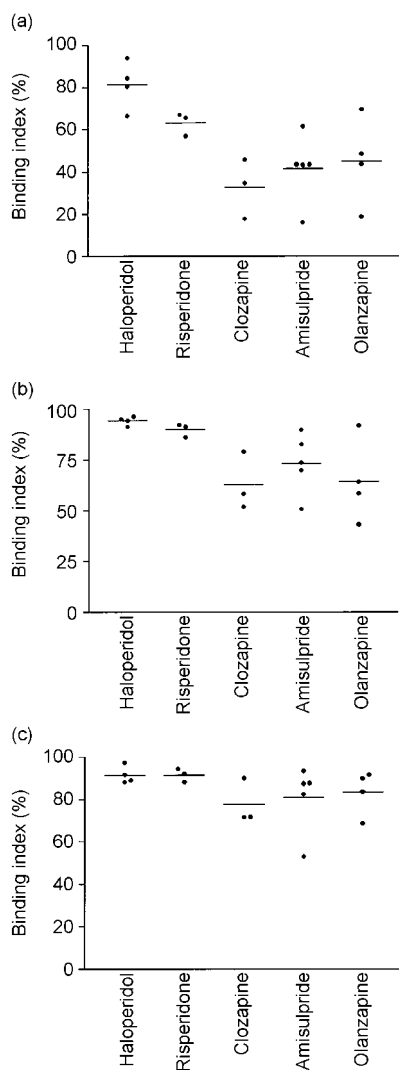 (a)
Binding index (%)
100
80
60
40
20
0
Haloperidol
Risperidone
Clozapine
Amisulpride
Olanzapine
(b)
Binding index (%)
100
75
50
25
0
Haloperidol
Risperidone
Clozapine
Amisulpride
Olanzapine
(c)
Binding index (%)
100
80
60
40
20
0
Haloperidol
Risperidone
Clozapine
Amisulpride
Olanzapine